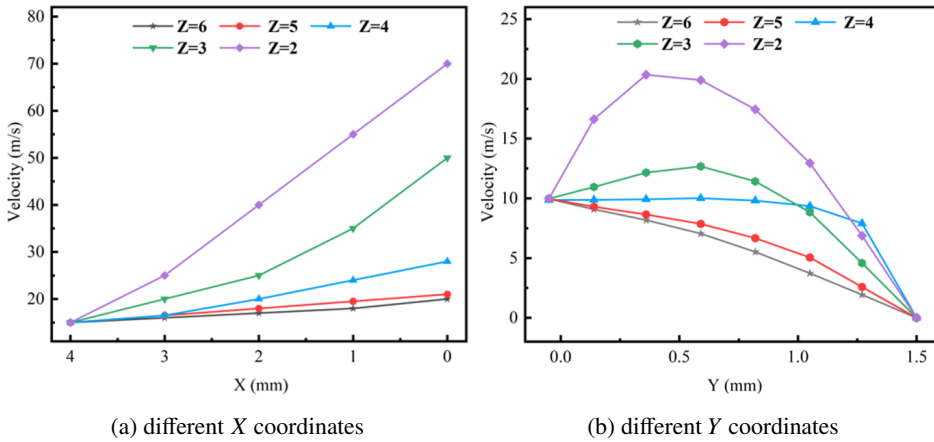 Z=6 Z=5 Z=4
Z=3 Z=2
80
70
60
50
40
30
20
Velocity (m/s)
4 3 2 1 0
X (mm)
(a) different X coordinates
Z=6 Z=5 Z=4
Z=3 Z=2
25
20
15
10
5
0
Velocity (m/s)
0.0 0.5 1.0 1.5
Y (mm)
(b) different Y coordinates